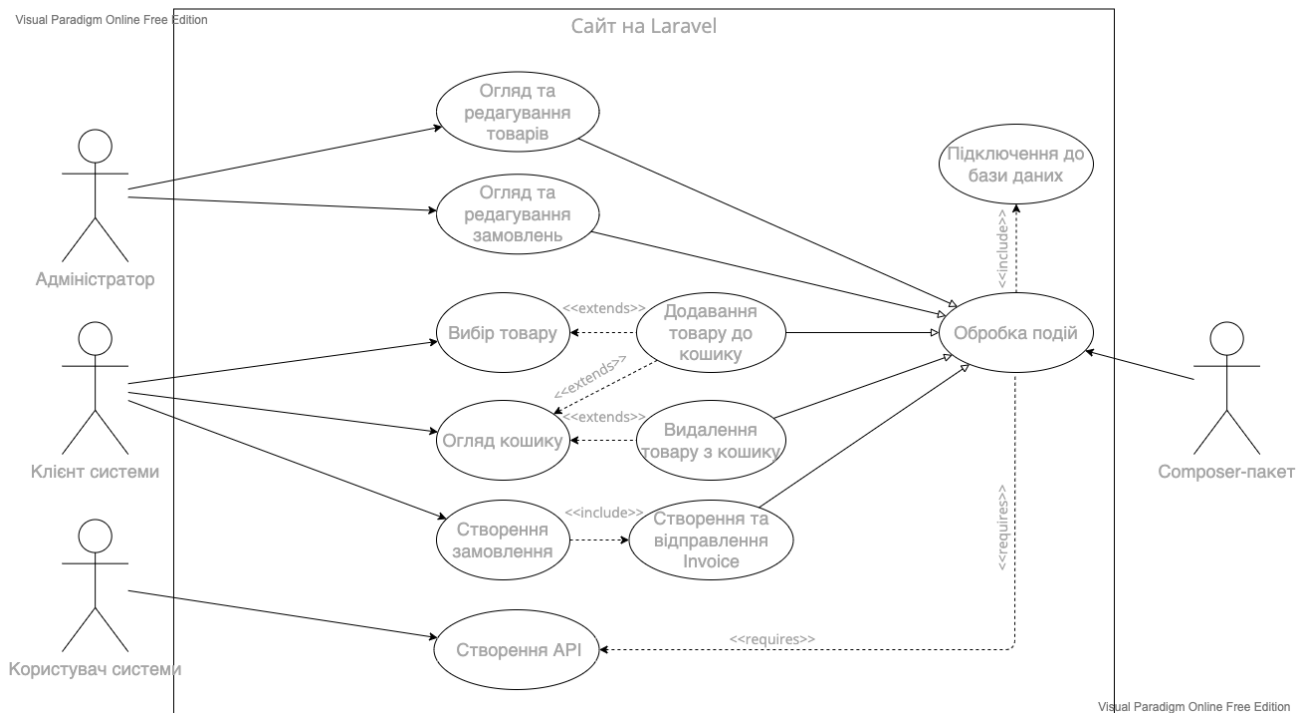 Visual Paradigm Online Free Edition
Сайт на Laravel
Огляд та
редагування
товарів
Підключення до
бази даних
Огляд та
редагування
замовлень
<<include>>
Адміністратор
<<extends>>
Вибір товару
Додавання
товару до
кошику
Обробка подій
<<extends>>
<<extends>>
Огляд кошику
Видалення
товару з кошику
Клієнт системи
Composer-пакет
<<include>>
Створення
замовлення
Створення та
відправлення
Invoice
<<requires>>
<<requires>>
Створення API
Користувач системи
Visual Paradigm Online Free Edition